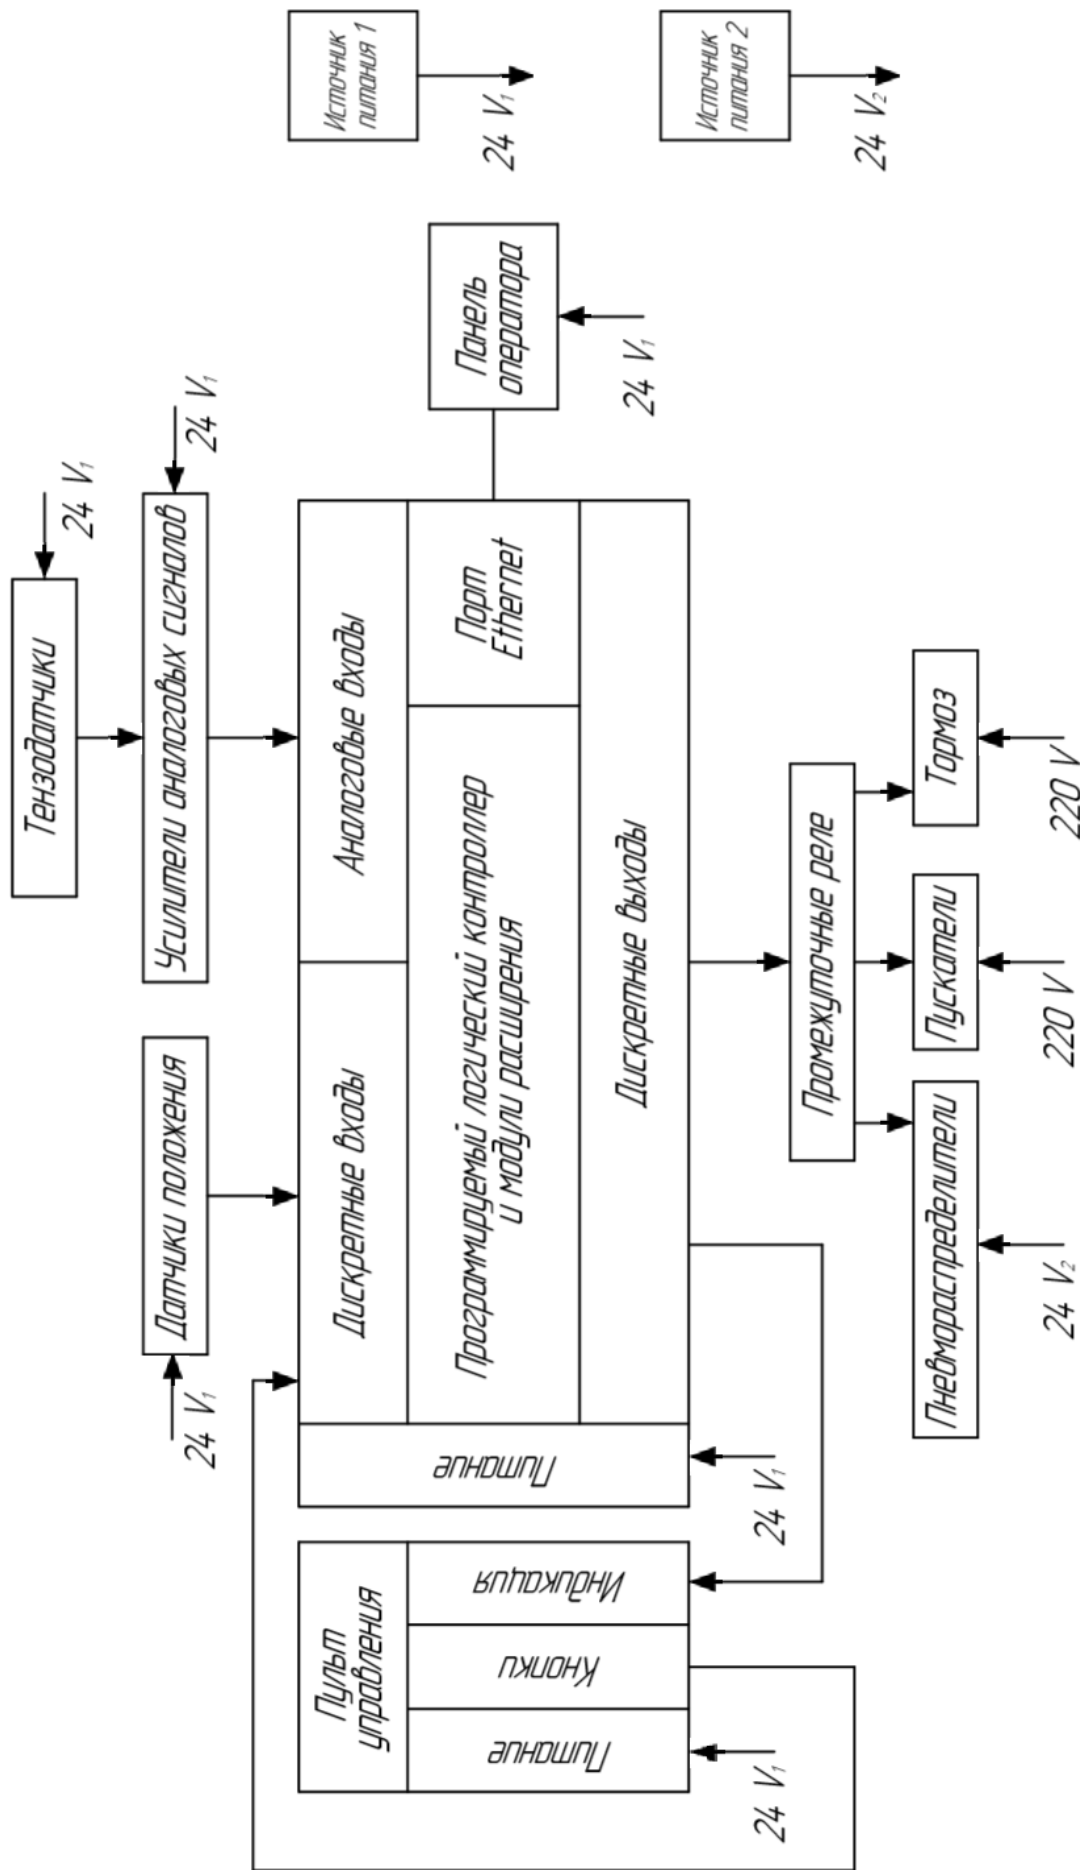 Тензодатчики
24 V₁
Датчики положения
24 V₁
Усилители аналоговых сигналов
24 V₁
Источник
питания 1
24 V₁
Пульт
управления
Питание
Кнопки
Индикация
24 V₁
Питание
24 V₁
Дискретные входы
Аналоговые входы
Программируемый логический контроллер
и модули расширения
Порт
Ethernet
Дискретные выходы
Панель
оператора
24 V₁
Источник
питания 2
24 V₂
Промежуточные реле
Пневмораспределители
24 V₂
Пускатели
220 V
Тормоз
220 V